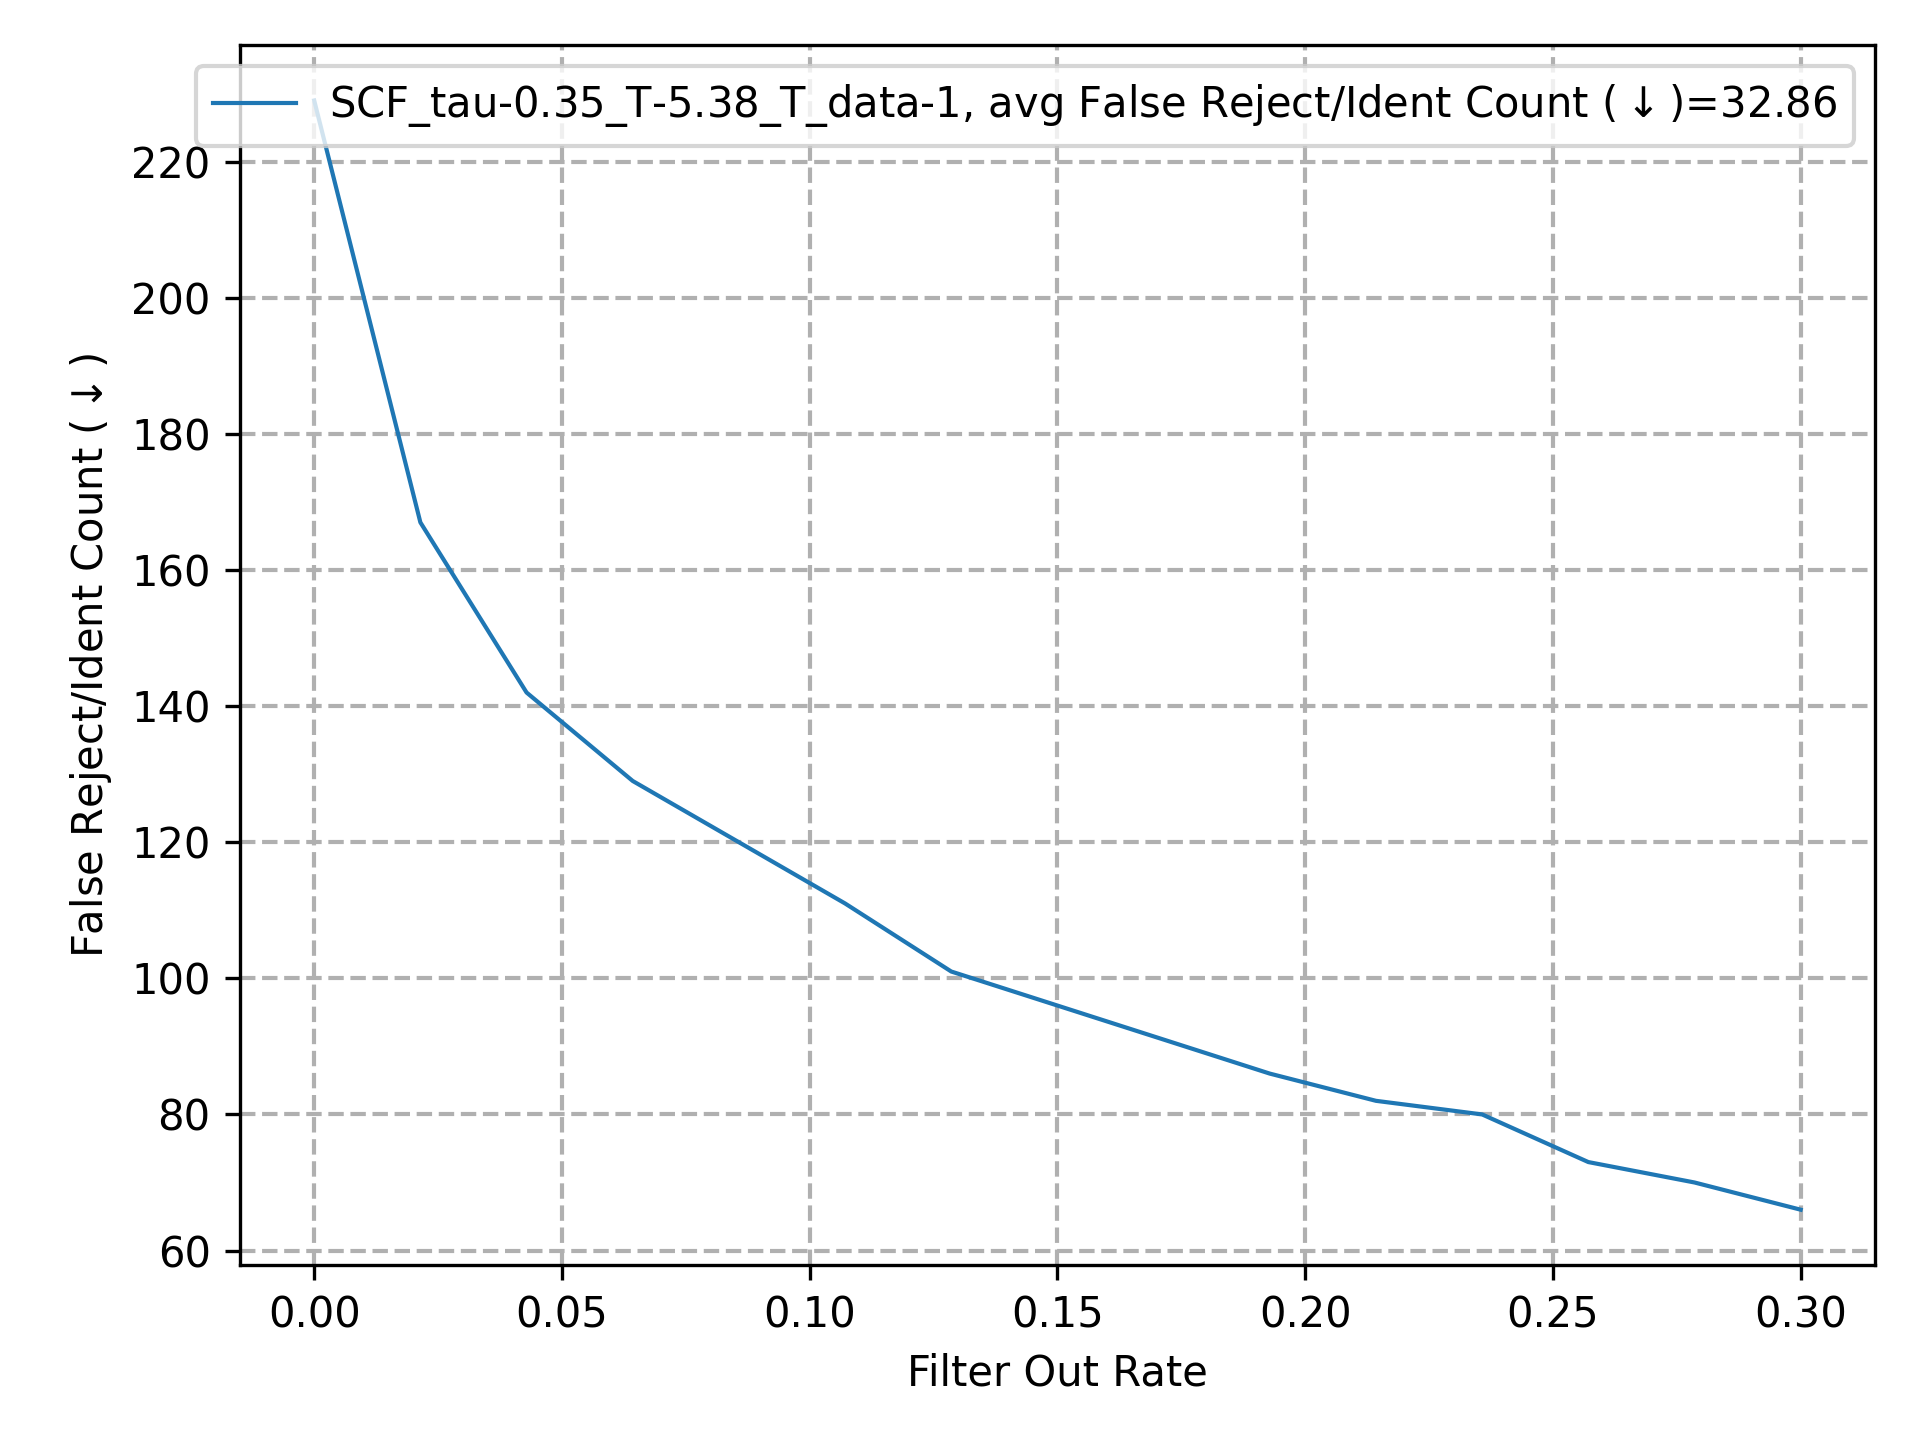 SCF_tau-0.35_T-5.38_T_data-1, avg False Reject/Ident Count (↓)=32.86
False Reject/Ident Count (↓)
220
200
180
160
140
120
100
80
60
0.00 0.05 0.10 0.15 0.20 0.25 0.30
Filter Out Rate